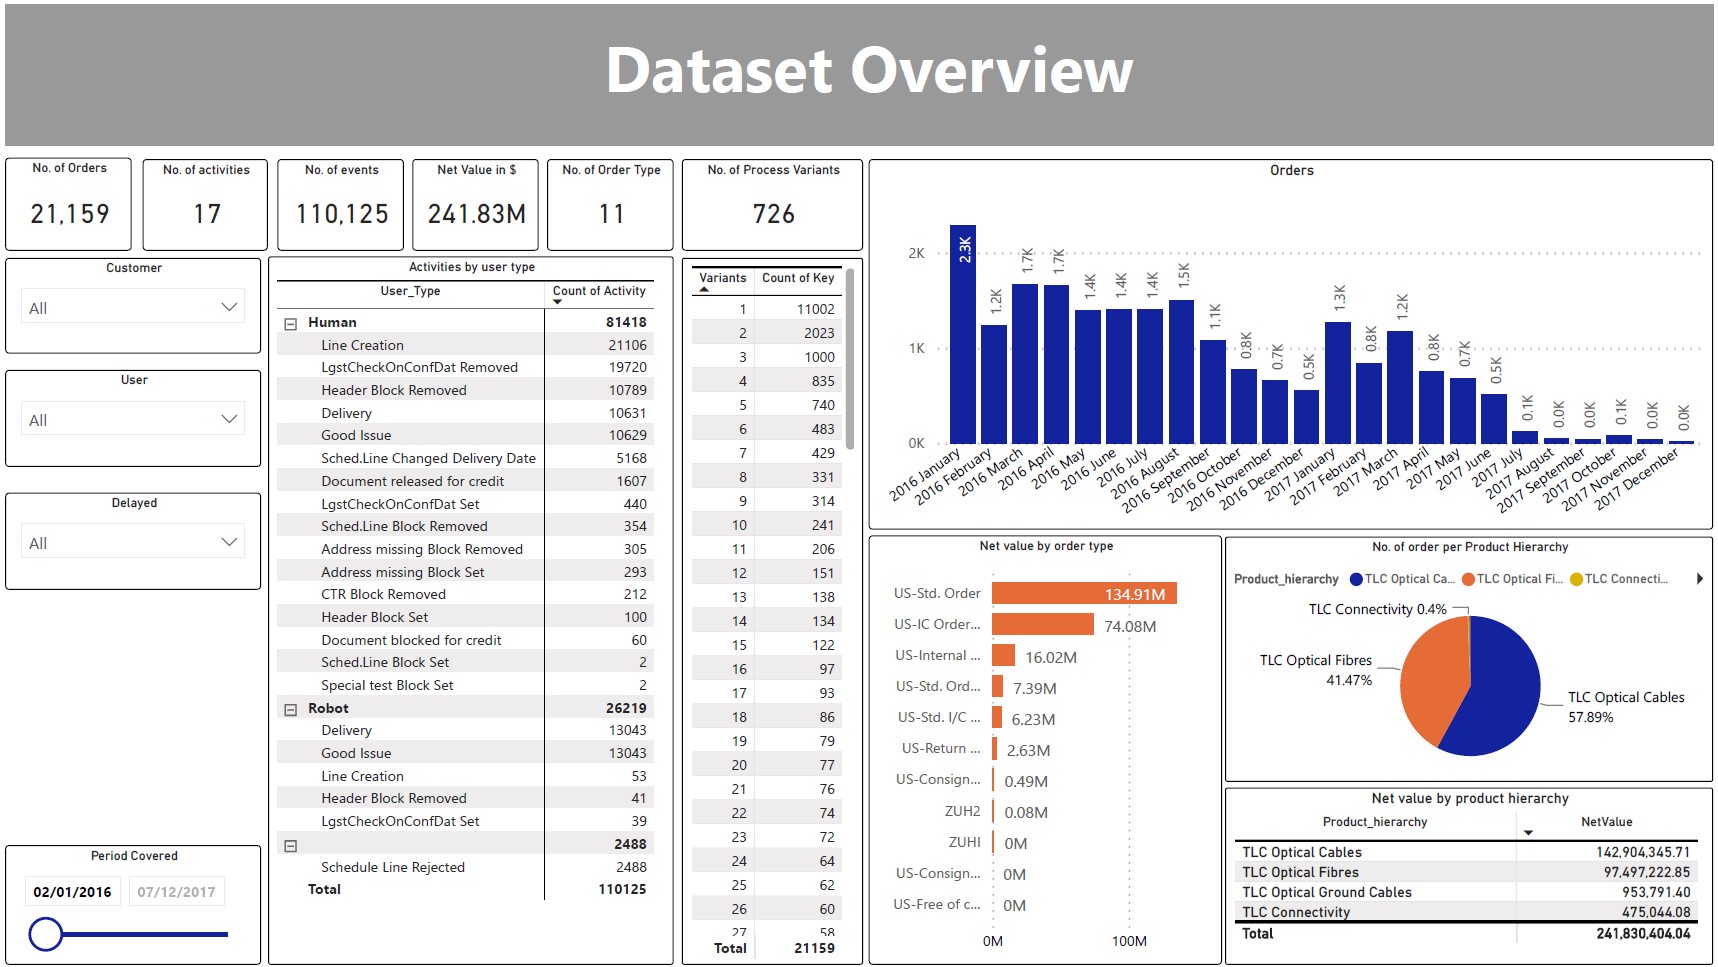 Dataset Overview
No. of Orders
21,159
No. of activities
17
No. of events
110,125
Net Value in $
241.83M
No. of Order Type
11
No. of Process Variants
726
Customer
All
User
All
Delayed
All
Period Covered
02/01/2016 07/12/2017
Activities by user type
User_Type Count of Activity
Human 81418
Line Creation 21106
LgstCheckOnConfDat Removed 19720
Header Block Removed 10789
Delivery 10631
Good Issue 10629
Sched.Line Changed Delivery Date 5168
Document released for credit 1607
LgstCheckOnConfDat Set 440
Sched.Line Block Removed 354
Address missing Block Removed 305
Address missing Block Set 293
CTR Block Removed 212
Header Block Set 100
Document blocked for credit 60
Sched.Line Block Set 2
Special test Block Set 2
Robot 26219
Delivery 13043
Good Issue 13043
Line Creation 53
Header Block Removed 41
LgstCheckOnConfDat Set 39
2488
Schedule Line Rejected 2488
Total 110125
Variants Count of Key
1 11002
2 2023
3 1000
4 835
5 740
6 483
7 429
8 331
9 314
10 241
11 206
12 151
13 138
14 134
15 122
16 97
17 93
18 86
19 79
20 77
21 76
22 74
23 72
24 64
25 62
26 60
27 58
Total 21159
Orders
2K
1K
0K
2.3K
1.2K
1.7K
1.7K
1.4K
1.4K
1.4K
1.5K
1.1K
0.8K
0.7K
0.5K
1.3K
0.8K
1.2K
0.8K
0.7K
0.5K
0.1K
0.0K
0.0K
0.1K
0.0K
0.0K
2016 January
2016 February
2016 March
2016 April
2016 May
2016 June
2016 July
2016 August
2016 September
2016 October
2016 November
2016 December
2017 January
2017 February
2017 March
2017 April
2017 May
2017 June
2017 July
2017 August
2017 September
2017 October
2017 November
2017 December
Net value by order type
US-Std. Order 134.91M
US-IC Order... 74.08M
US-Internal ... 16.02M
US-Std. Ord... 7.39M
US-Std. I/C ... 6.23M
US-Return ... 2.63M
US-Consign... 0.49M
ZUH2 0.08M
ZUHI 0M
US-Consign... 0M
US-Free of c... 0M
0M 100M
No. of order per Product Hierarchy
Product_hierarchy TLC Optical Ca... TLC Optical Fi... TLC Connecti...
TLC Connectivity 0.4%
TLC Optical Fibres
41.47%
TLC Optical Cables
57.89%
Net value by product hierarchy
Product_hierarchy NetValue
TLC Optical Cables 142,904,345.71
TLC Optical Fibres 97,497,222.85
TLC Optical Ground Cables 953,791.40
TLC Connectivity 475,044.08
Total 241,830,404.04